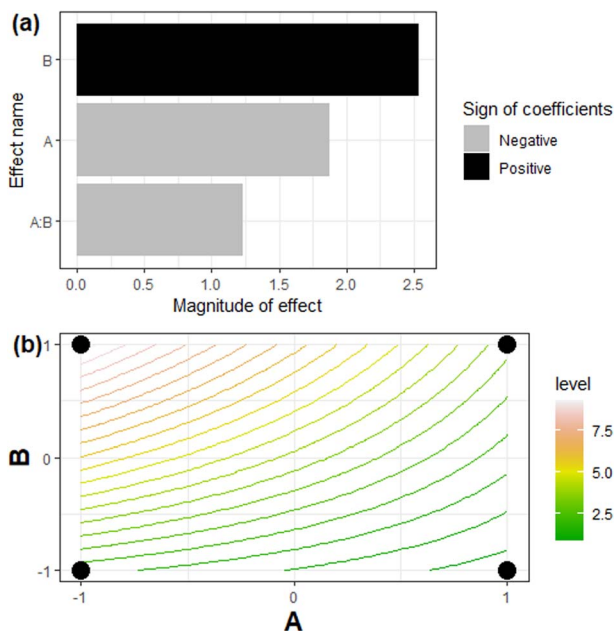 (a)
B
A
A:B
Effect name
0.0 0.5 1.0 1.5 2.0 2.5
Magnitude of effect
Sign of coefficients
Negative
Positive
(b)
1
0
-1
B
-1 0 1
A
level
7.5
5.0
2.5